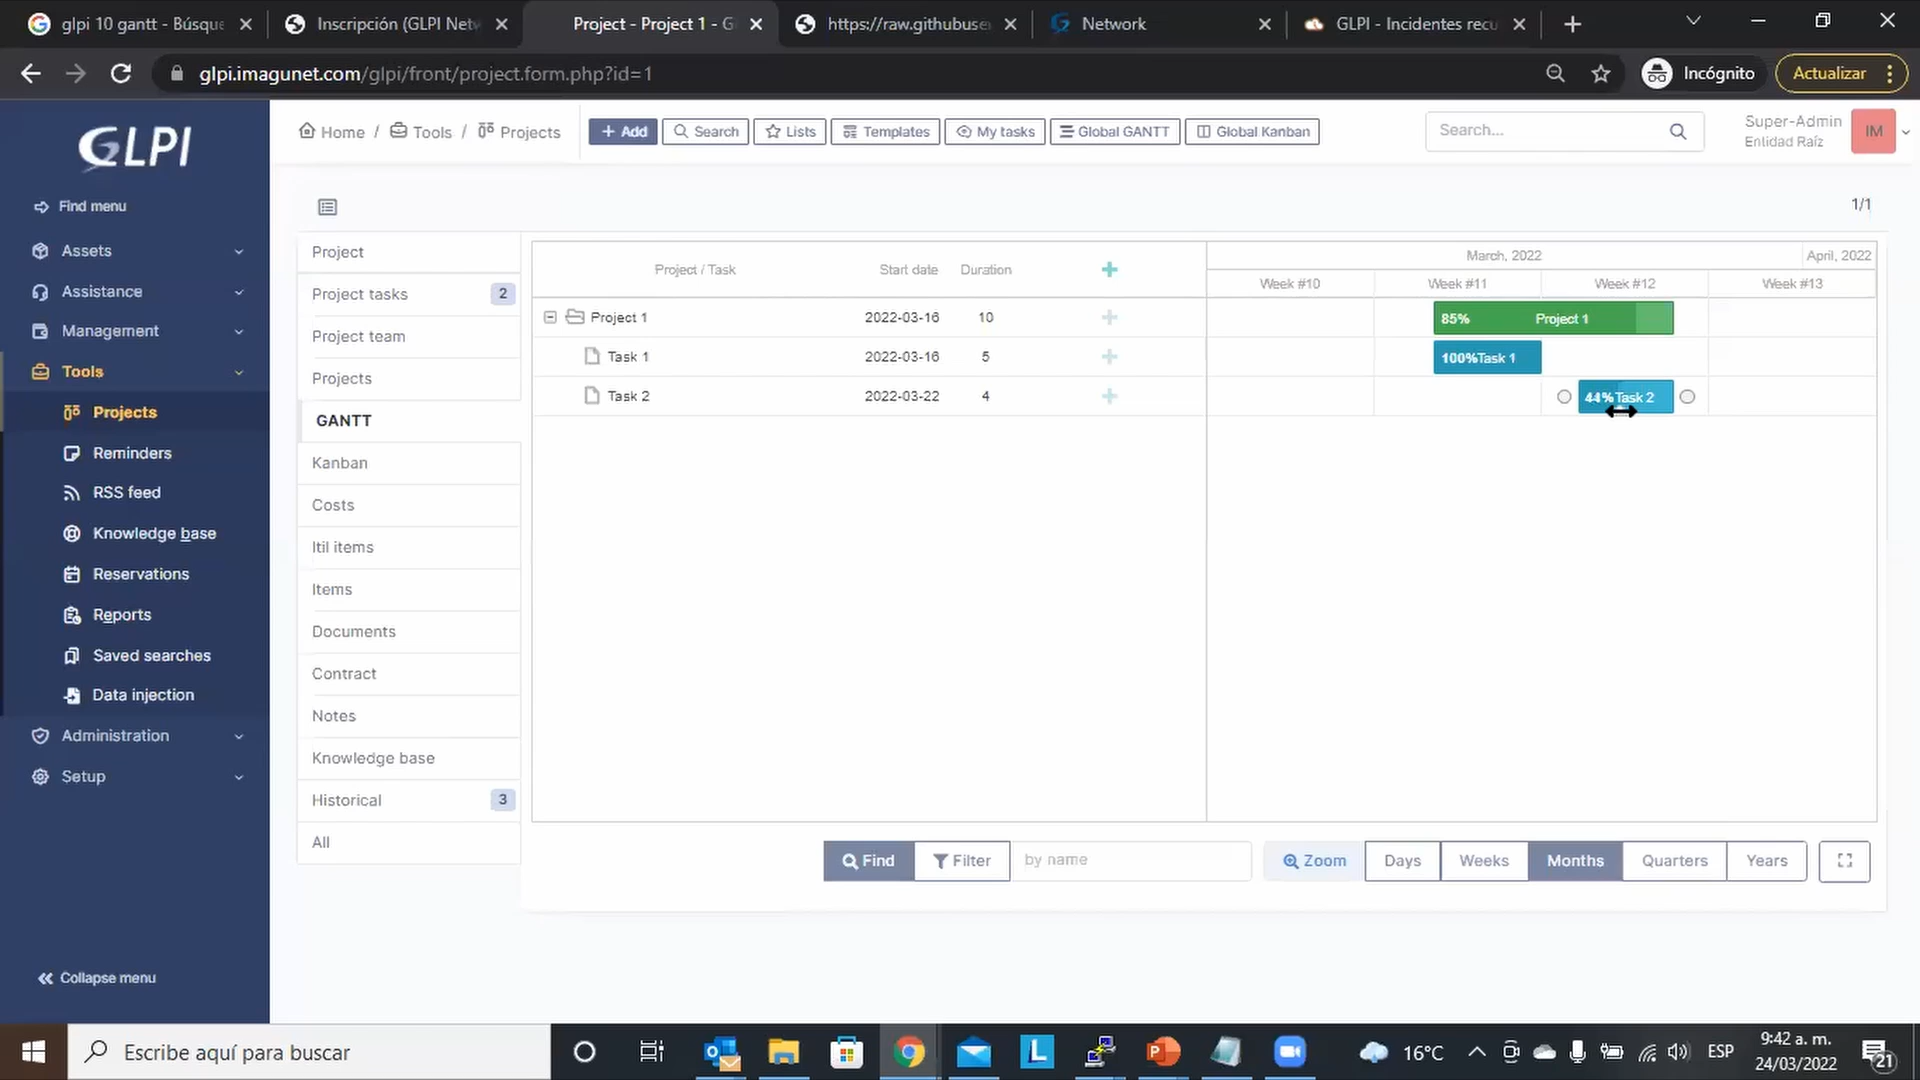 glpi 10 gantt - Búsque
Inscripción (GLPI Netw
Project - Project 1 - G
https://raw.githubuser
Network
GLPI - Incidentes recu
glpi.imagunet.com/glpi/front/project.form.php?id=1
Incógnito
Actualizar
GLPI
Home / Tools / Projects
Add
Search
Lists
Templates
My tasks
Global GANTT
Global Kanban
Search...
Super-Admin
Entidad Raíz
IM
Find menu
Assets
Assistance
Management
Tools
Projects
Reminders
RSS feed
Knowledge base
Reservations
Reports
Saved searches
Data injection
Administration
Setup
Collapse menu
1/1
Project
Project tasks 2
Project team
Projects
GANTT
Kanban
Costs
Itil items
Items
Documents
Contract
Notes
Knowledge base
Historical 3
All
Project / Task Start date Duration
Project 1 2022-03-16 10
Task 1 2022-03-16 5
Task 2 2022-03-22 4
March, 2022 April, 2022
Week #10 Week #11 Week #12 Week #13
85% Project 1
100% Task 1
44% Task 2
Find
Filter
by name
Zoom
Days
Weeks
Months
Quarters
Years
Escribe aquí para buscar
L
P
16°C
ESP
9:42 a. m.
24/03/2022
21